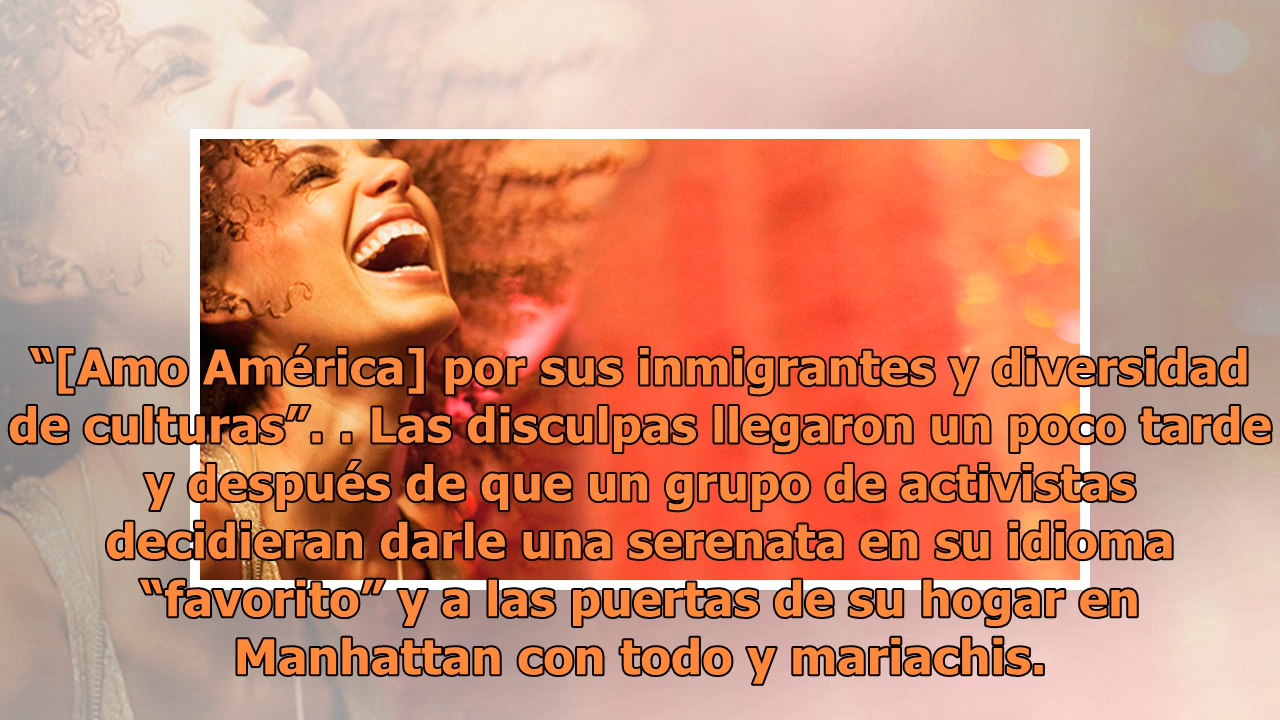 “[Amo América] por sus inmigrantes y diversidad
de culturas”. . Las disculpas llegaron un poco tarde
y después de que un grupo de activistas
decidieran darle una serenata en su idioma
“favorito” y a las puertas de su hogar en
Manhattan con todo y mariachis.